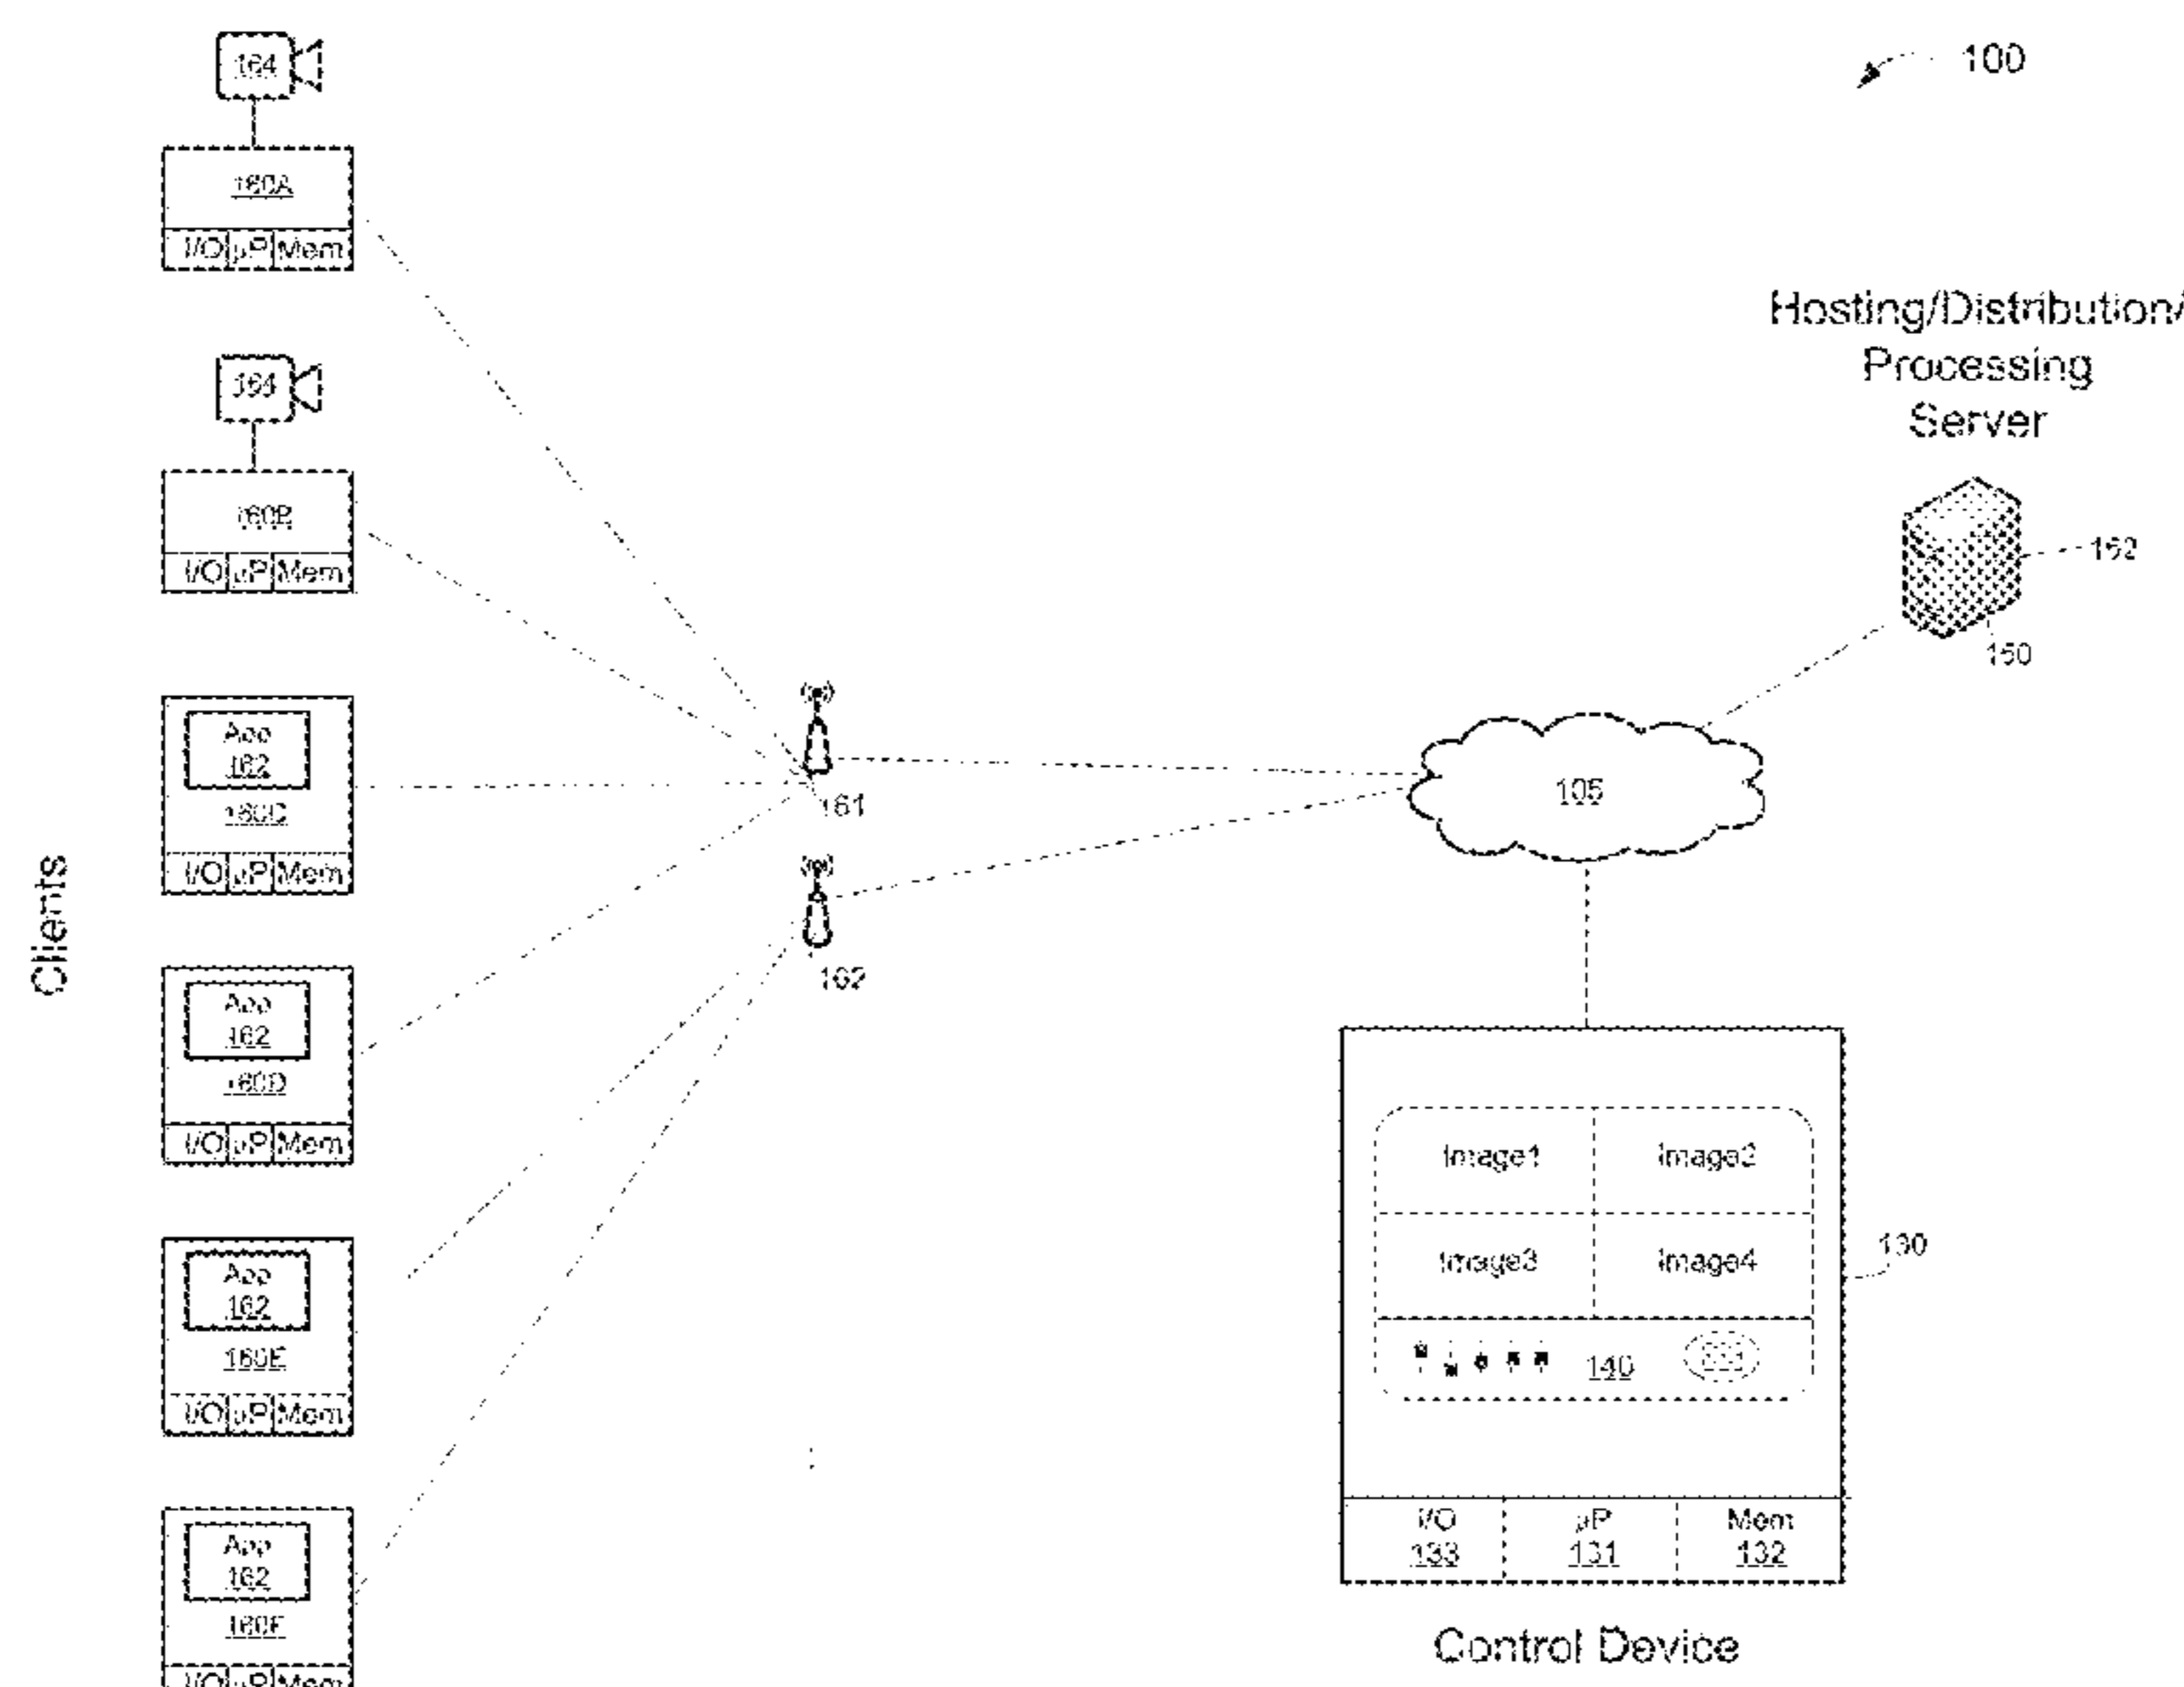 100
164
160A
I/O µP Mem
Hosting/Distribution/
Processing
Server
162
150
164
160B
I/O µP Mem
App
162
160C
I/O µP Mem
161
105
Clients
162
App
162
160D
I/O µP Mem
Image1 Image2
Image3 Image4
130
140
App
162
160E
I/O µP Mem
App
162
160F
I/O µP Mem
I/O µP Mem
133 131 132
Control Device